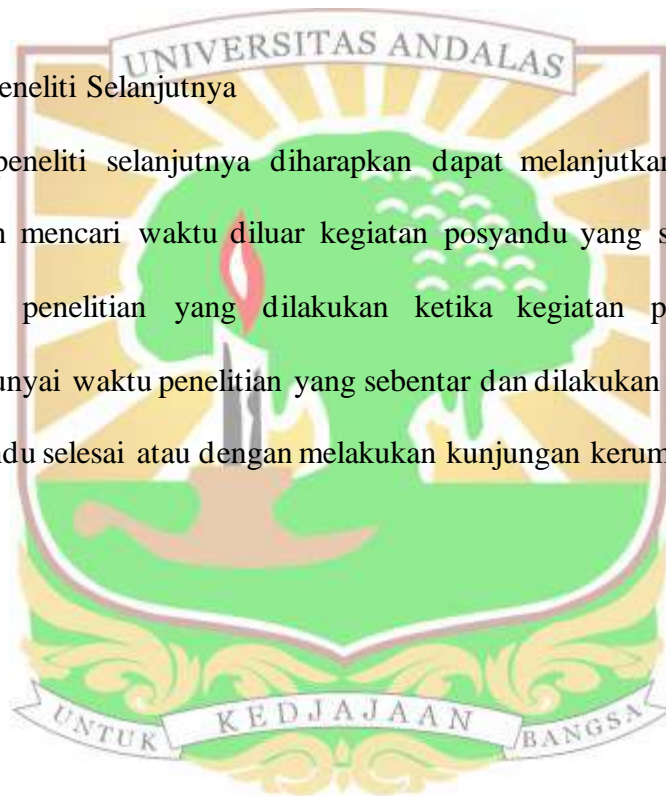 UNIVERSITAS ANDALAS
eneliti Selanjutnya
peneliti selanjutnya diharapkan dapat melanjutkan
mencari waktu diluar kegiatan posyandu yang s
penelitian yang dilakukan ketika kegiatan p
unyai waktu penelitian yang sebentar dan dilakukan
du selesai atau dengan melakukan kunjungan kerum
UNTUK KEDJAJAAN BANGSA